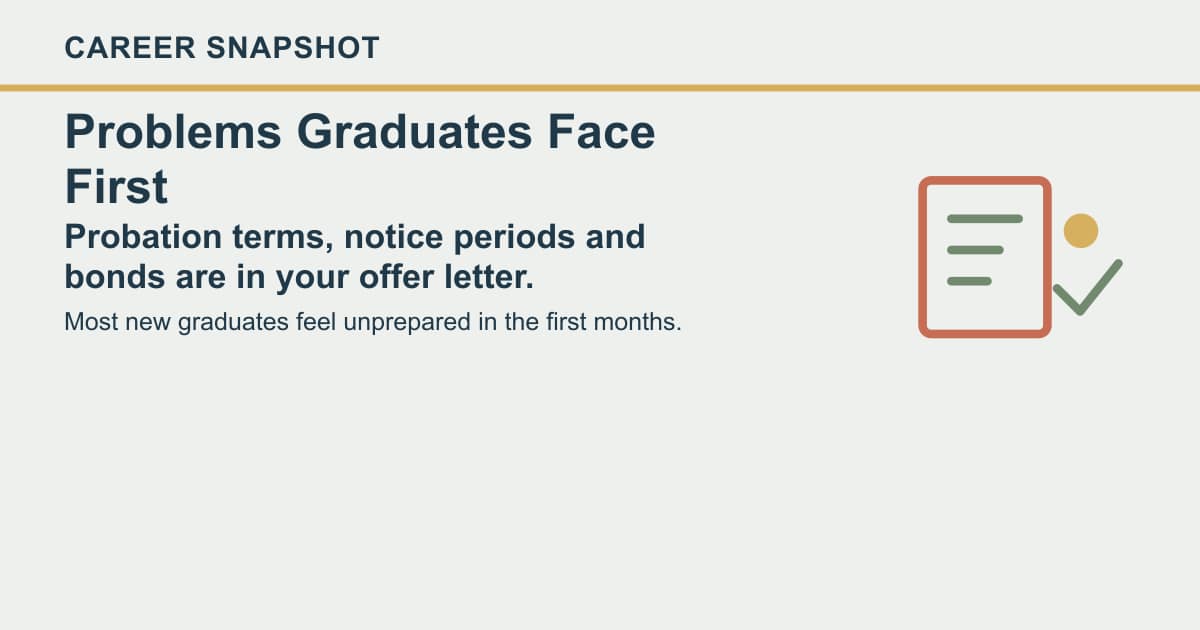 CAREER SNAPSHOT
Problems Graduates Face
First
Probation terms, notice periods and
bonds are in your offer letter.
Most new graduates feel unprepared in the first months.